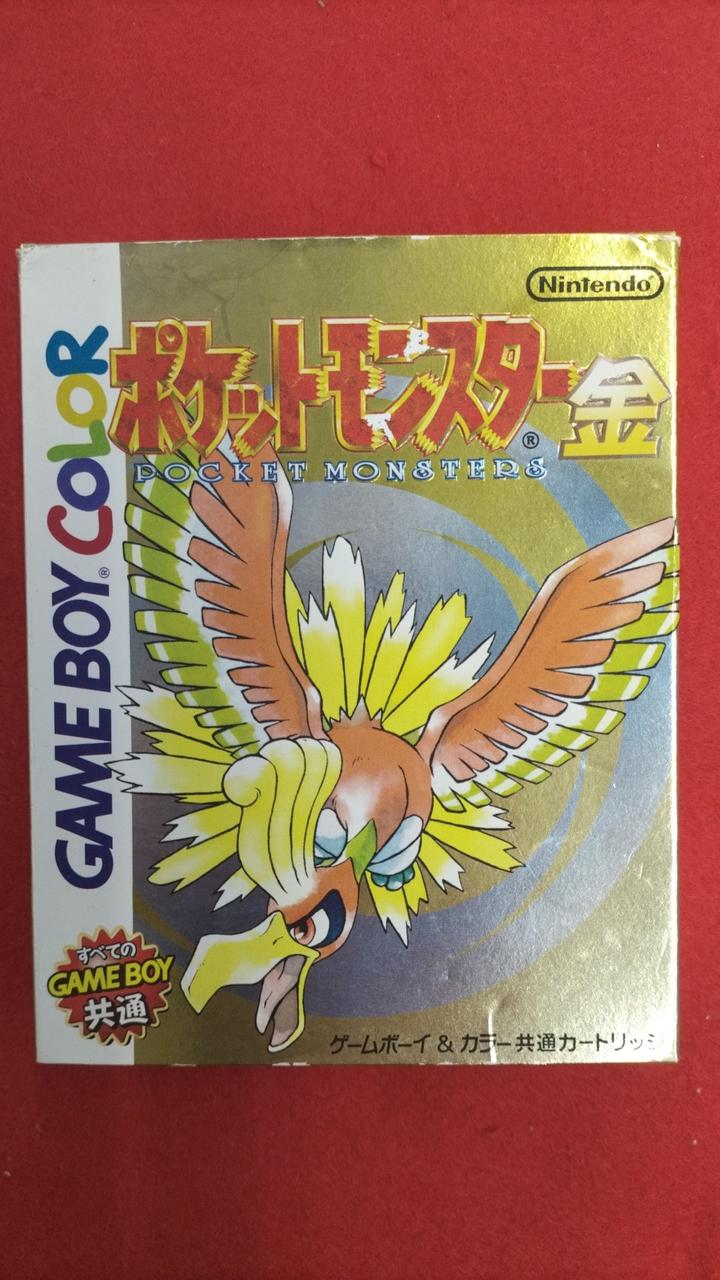 Nintendo®
ポケットモンスター金
®
POCKET MONSTERS
GAME BOY® COLOR
すべての
GAME BOY
共通
ゲームボーイ & カラー共通カートリッジ